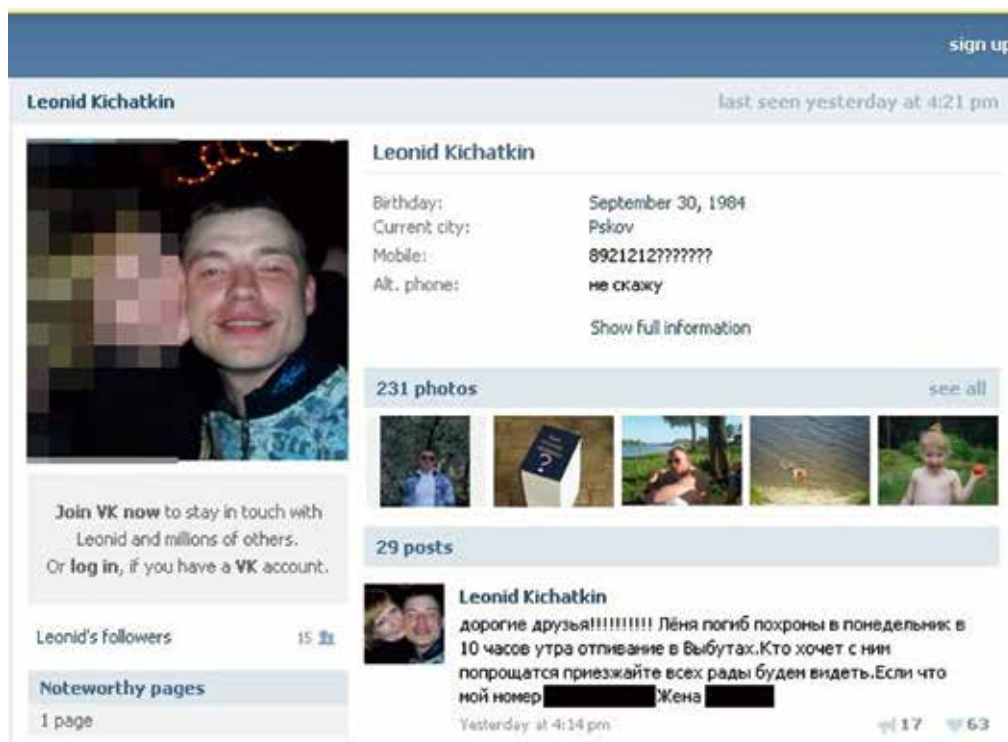 sign up
Leonid Kichatkin
last seen yesterday at 4:21 pm
Leonid Kichatkin
Birthday: September 30, 1984
Current city: Pskov
Mobile: 8921212???????
Alt. phone: не скажу
Show full information
231 photos
see all
?
Join VK now to stay in touch with
Leonid and millions of others.
Or log in, if you have a VK account.
Leonid's followers 15
Noteworthy pages
1 page
29 posts
Leonid Kichatkin
дорогие друзья!!!!!!!!!! Лёня погиб похроны в понедельник в
10 часов утра отпивание в Выбутах.Кто хочет с ним
попрощатся приезжайте всех рады будем видеть.Если что
мой номер Жена
Yesterday at 4:14 pm
17 63